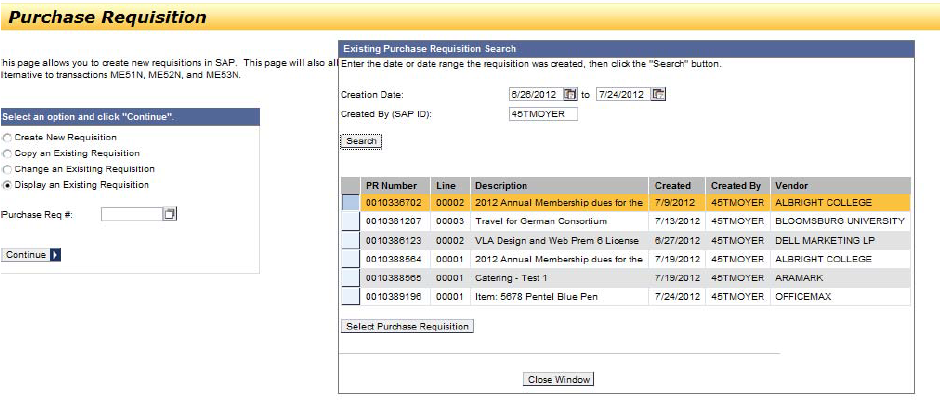 Purchase Requisition
his page allows you to create new requisitions in SAP. This page will also all
lternative to transactions ME51N, ME52N, and ME53N.
Select an option and click "Continue".
Create New Requisition
Copy an Existing Requisition
Change an Exisiting Requisition
Display an Existing Requisition
Purchase Req #:
Continue
Existing Purchase Requisition Search
Enter the date or date range the requisition was created, then click the "Search" button.
Creation Date: 6/26/2012 to 7/24/2012
Created By (SAP ID): 45TMOYER
Search
PR Number Line Description Created Created By Vendor
0010336702 00002 2012 Annual Membership dues for the 7/9/2012 45TMOYER ALBRIGHT COLLEGE
0010381207 00003 Travel for German Consortium 7/13/2012 45TMOYER BLOOMSBURG UNIVERSITY
0010386123 00002 VLA Design and Web Prem 6 License 6/27/2012 45TMOYER DELL MARKETING LP
0010388564 00001 2012 Annual Membership dues for the 7/19/2012 45TMOYER ALBRIGHT COLLEGE
0010388565 00001 Catering - Test 1 7/19/2012 45TMOYER ARAMARK
0010389196 00001 Item: 5678 Pentel Blue Pen 7/24/2012 45TMOYER OFFICEMAX
Select Purchase Requisition
Close Window